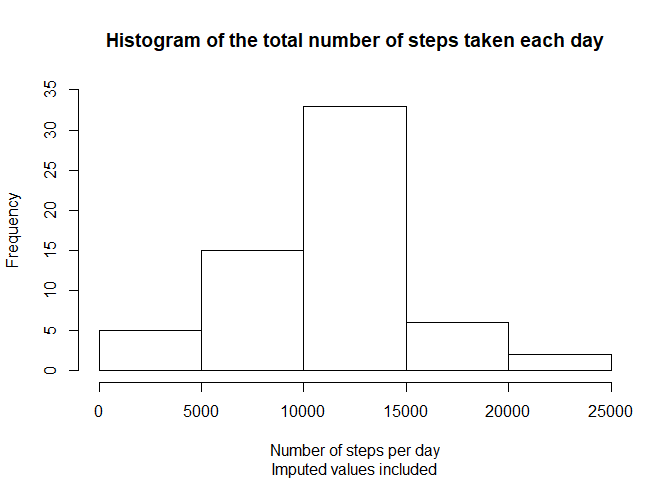 Histogram of the total number of steps taken each day
Frequency
35
30
25
20
15
10
5
0
0 5000 10000 15000 20000 25000
Number of steps per day
Imputed values included